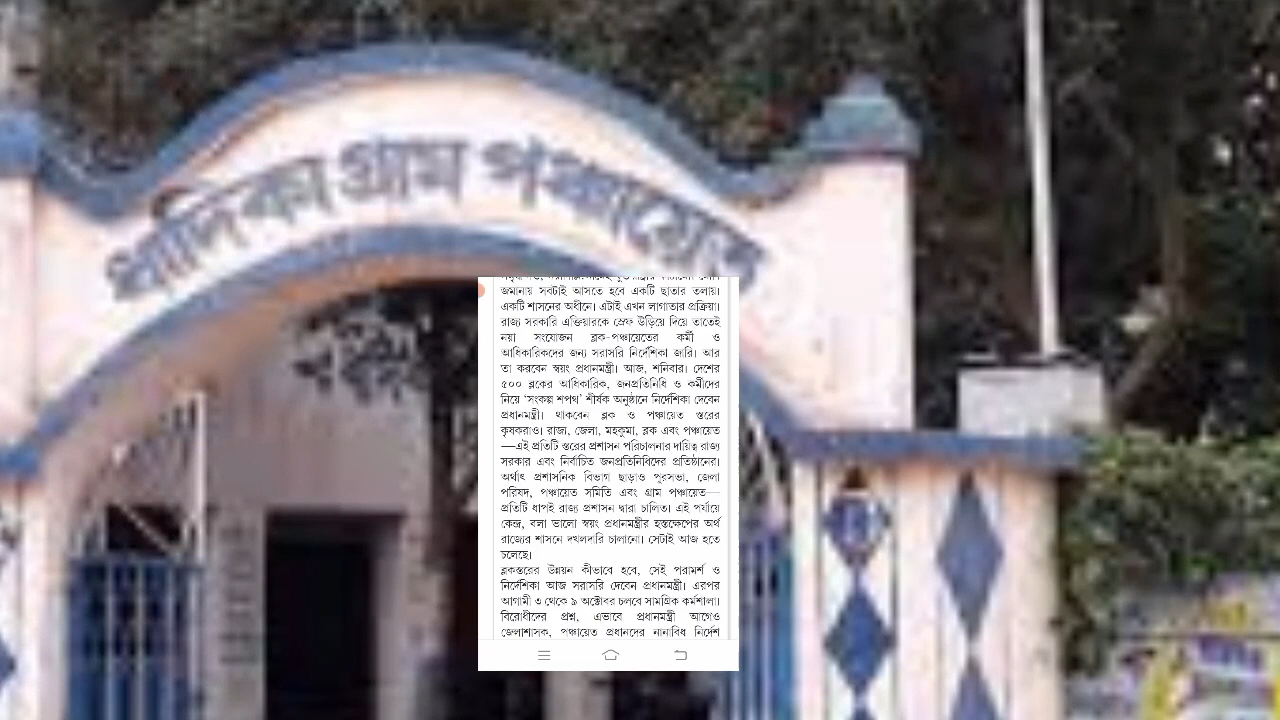 খাদিকা গ্রাম পঞ্চায়েত
জমানায় সবটাই আসতে হবে একটি ছাতার তলায়।
একটি শাসনের অধীনে। এটাই এখন লাগাতার প্রক্রিয়া।
রাজ্য সরকারি এক্তিয়ারকে স্রেফ উড়িয়ে দিয়ে তাতেই
নয়া সংযোজন ব্লক-পঞ্চায়েতের কর্মী ও
আধিকারিকদের জন্য সরাসরি নির্দেশিকা জারি। আর
তা করবেন স্বয়ং প্রধানমন্ত্রী। আজ, শনিবার। দেশের
৫০০ ব্লকের আধিকারিক, জনপ্রতিনিধি ও কর্মীদের
নিয়ে ‘সংকল্প শপথ’ শীর্ষক অনুষ্ঠানে নির্দেশিকা দেবেন
প্রধানমন্ত্রী। থাকবেন ব্লক ও পঞ্চায়েত স্তরের
কৃষকরাও। রাজ্য, জেলা, মহকুমা, ব্লক এবং পঞ্চায়েত
—এই প্রতিটি স্তরের প্রশাসন পরিচালনার দায়িত্ব রাজ্য
সরকার এবং নির্বাচিত জনপ্রতিনিধিদের প্রতিষ্ঠানের।
অর্থাৎ প্রশাসনিক বিভাগ ছাড়াও পুরসভা, জেলা
পরিষদ, পঞ্চায়েত সমিতি এবং গ্রাম পঞ্চায়েত—
প্রতিটি ধাপই রাজ্য প্রশাসন দ্বারা চালিত। এই পর্যায়ে
কেন্দ্র, বলা ভালো স্বয়ং প্রধানমন্ত্রীর হস্তক্ষেপের অর্থ
রাজ্যের শাসনে দখলদারি চালানো। সেটাই আজ হতে
চলেছে।
ব্লকস্তরের উন্নয়ন কীভাবে হবে, সেই পরামর্শ ও
নির্দেশিকা আজ সরাসরি দেবেন প্রধানমন্ত্রী। এরপর
আগামী ৩ থেকে ৯ অক্টোবর চলবে সামগ্রিক কর্মশালা।
বিরোধীদের প্রশ্ন, এভাবে প্রধানমন্ত্রী আগেও
জেলাশাসক, পঞ্চায়েত প্রধানদের নানাবিধ নির্দেশ